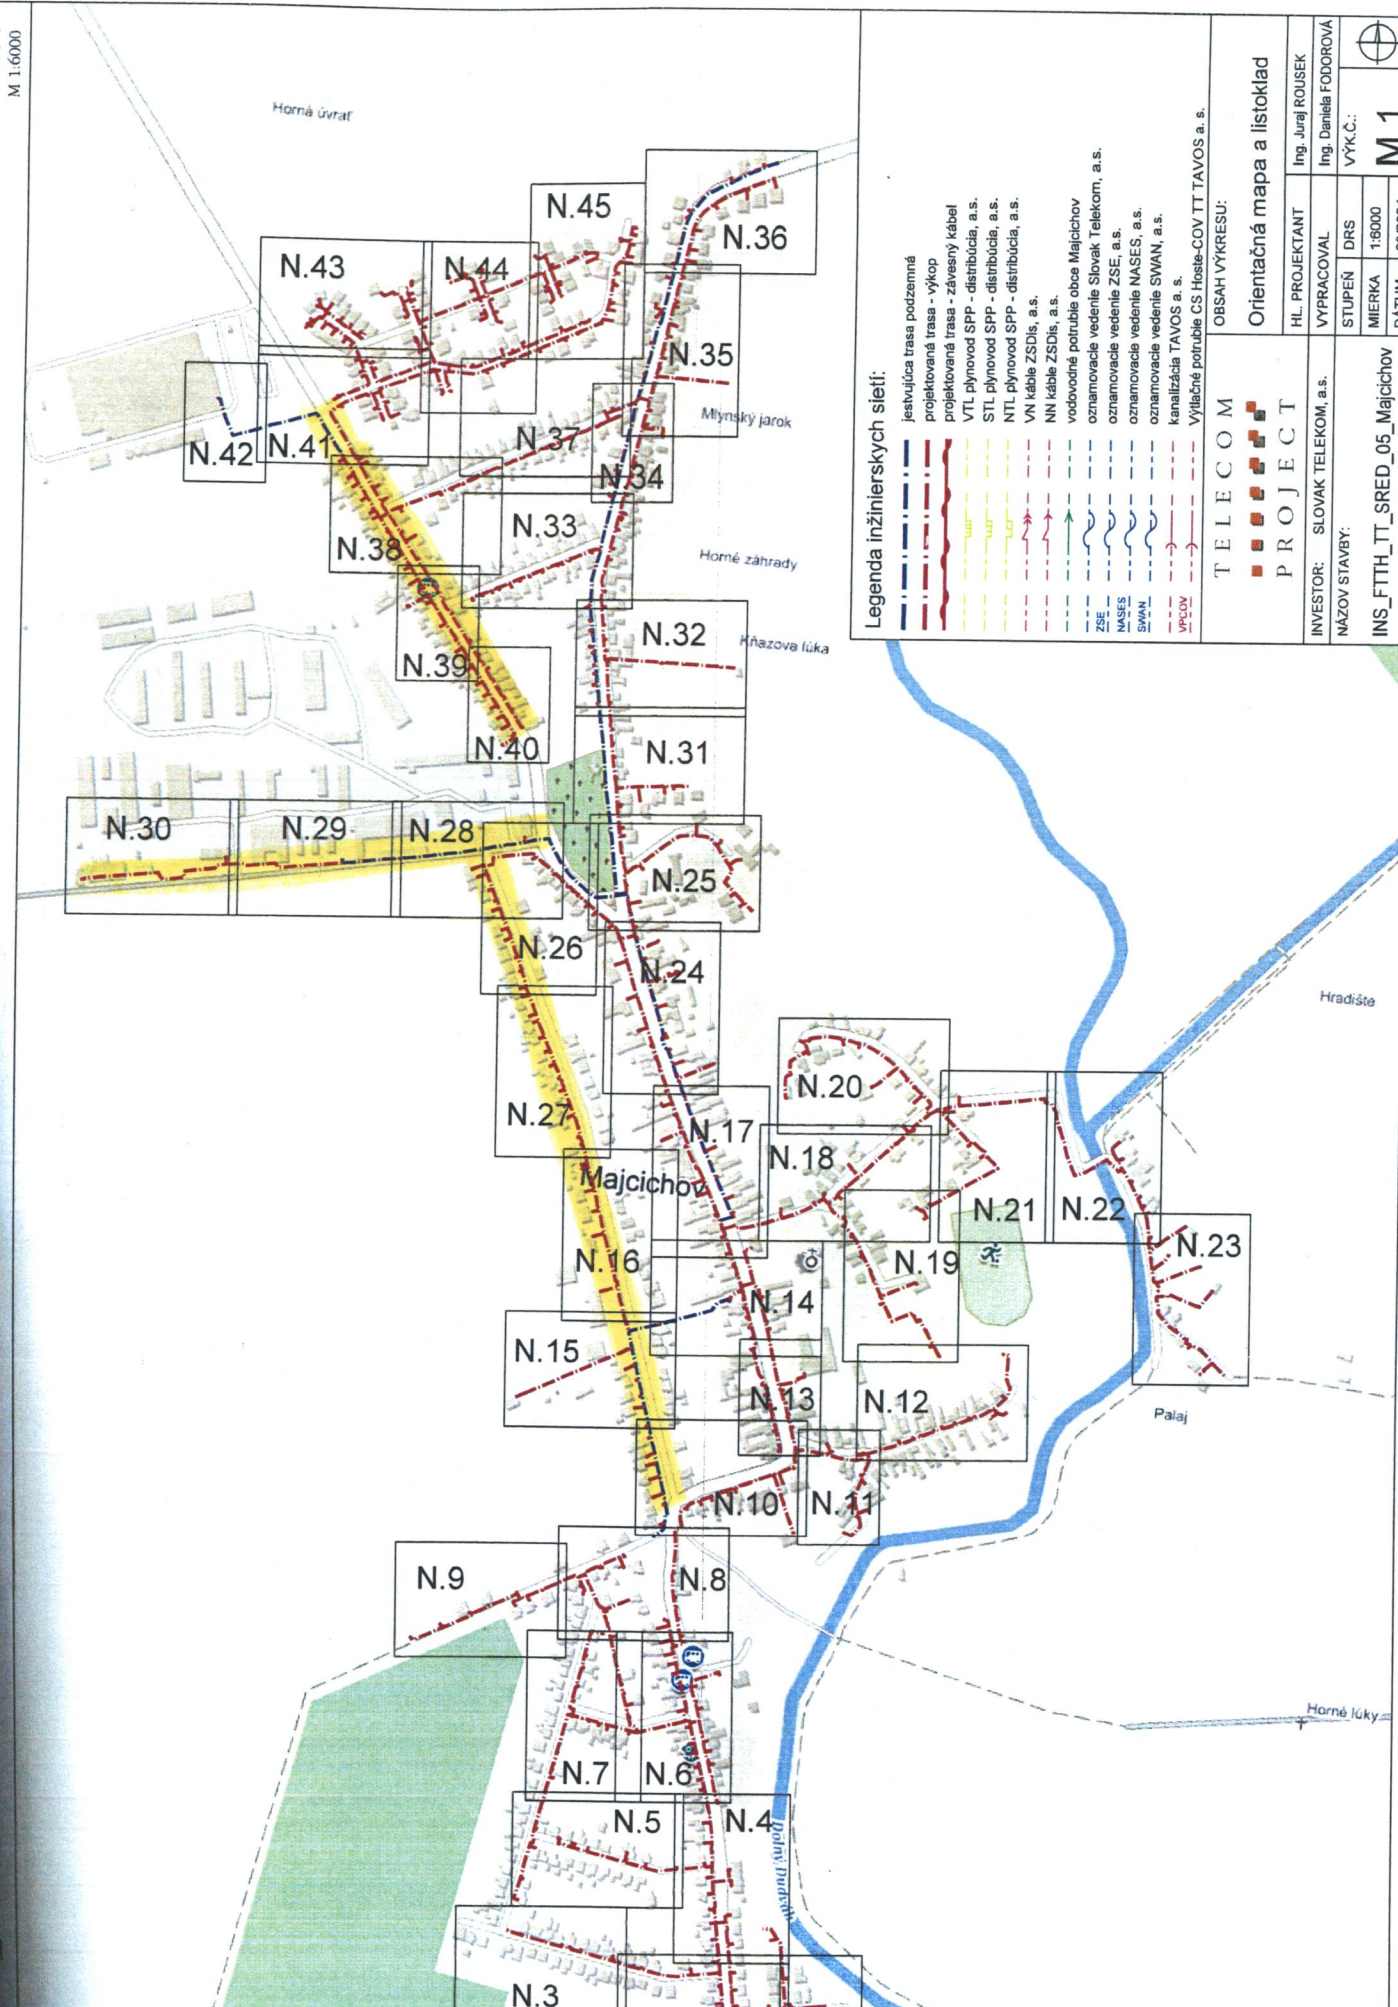 M 1:6000
Horná úvrať
N.45
N.36
N.43
N.44
N.35
Mlynský jarok
N.42
N.41
N.37
N.34
N.38
N.33
Horné záhrady
N.39
N.32
Kňazova lúka
N.40
N.31
N.30
N.29
N.28
N.25
N.26
N.24
Hradište
N.27
N.20
N.17
N.18
Majcichov
N.21
N.22
N.23
N.16
N.19
N.14
N.15
N.13
N.12
Palaj
N.10
N.11
N.9
N.8
Horné lúky
N.7
N.6
N.5
N.4
Dolný Dudváh
N.3
Legenda inžinierskych sietí:
jestvujúca trasa podzemná
projektovaná trasa - výkop
projektovaná trasa - závesný kábel
VTL plynovod SPP - distribúcia, a.s.
STL plynovod SPP - distribúcia, a.s.
NTL plynovod SPP - distribúcia, a.s.
VN káble ZSDis, a.s.
NN káble ZSDis, a.s.
vodovodné potrubie obce Majcichov
oznamovacie vedenie Slovak Telekom, a.s.
ZSE oznamovacie vedenie ZSE, a.s.
NASES oznamovacie vedenie NASES, a.s.
SWAN oznamovacie vedenie SWAN, a.s.
kanalizácia TAVOS a. s.
VPČOV Výtlačné potrubie CS Hoste-COV TT TAVOS a. s.
TELECOM
PROJECT
OBSAH VÝKRESU:
Orientačná mapa a listoklad
HL. PROJEKTANT Ing. Juraj ROUSEK
INVESTOR: SLOVAK TELEKOM, a.s.
VYPRACOVAL Ing. Daniela FODOROVÁ
NÁZOV STAVBY:
STUPEŇ DRS
VÝK.Č.:
MIERKA 1:6000
INS_FTTH_TT_SRED_05_Majcichov
M 1